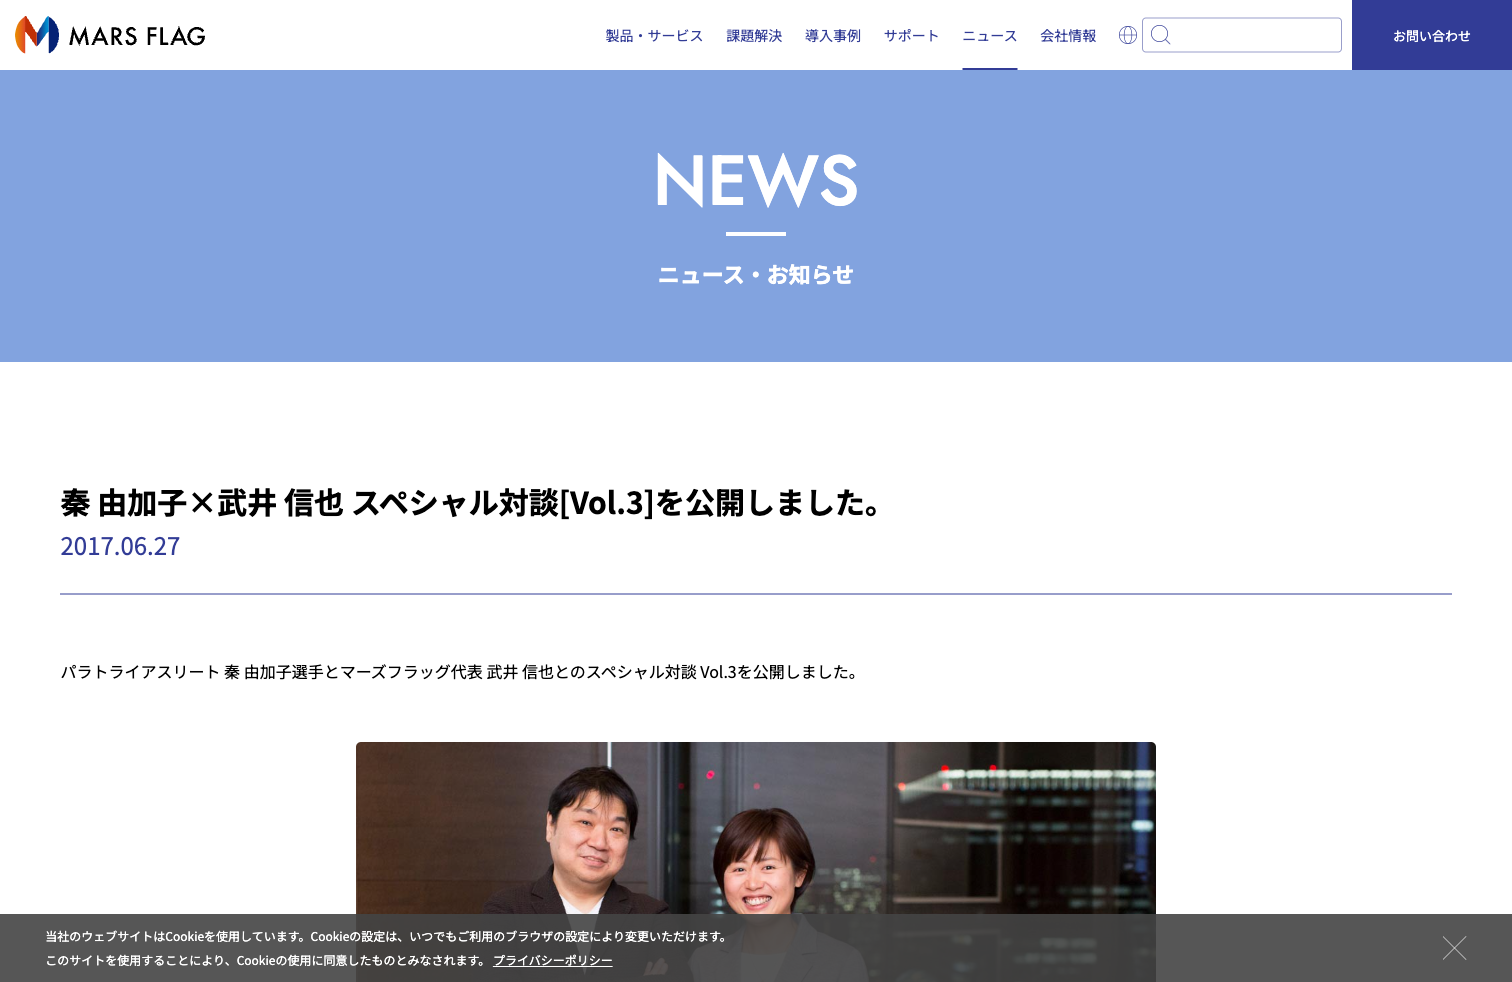 MARS FLAG
製品・サービス 課題解決 導入事例 サポート ニュース 会社情報 お問い合わせ
NEWS
ニュース・お知らせ
秦 由加子×武井 信也 スペシャル対談[Vol.3]を公開しました。
2017.06.27
パラトライアスリート 秦 由加子選手とマーズフラッグ代表 武井 信也とのスペシャル対談 Vol.3を公開しました。
当社のウェブサイトはCookieを使用しています。Cookieの設定は、いつでもご利用のブラウザの設定により変更いただけます。
このサイトを使用することにより、Cookieの使用に同意したものとみなされます。 プライバシーポリシー